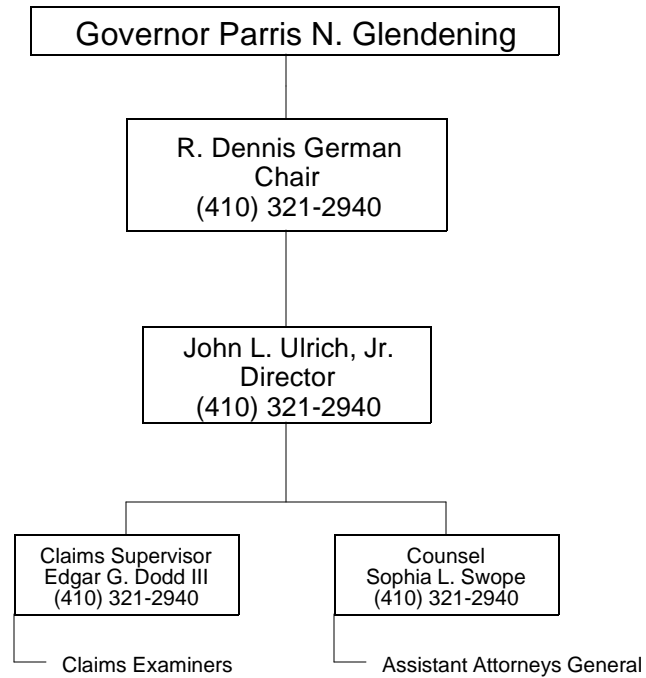 Governor Parris N. Glendening
R. Dennis German
Chair
(410) 321-2940
John L. Ulrich, Jr.
Director
(410) 321-2940
Claims Supervisor
Edgar G. Dodd III
(410) 321-2940
Claims Examiners
Counsel
Sophia L. Swope
(410) 321-2940
Assistant Attorneys General